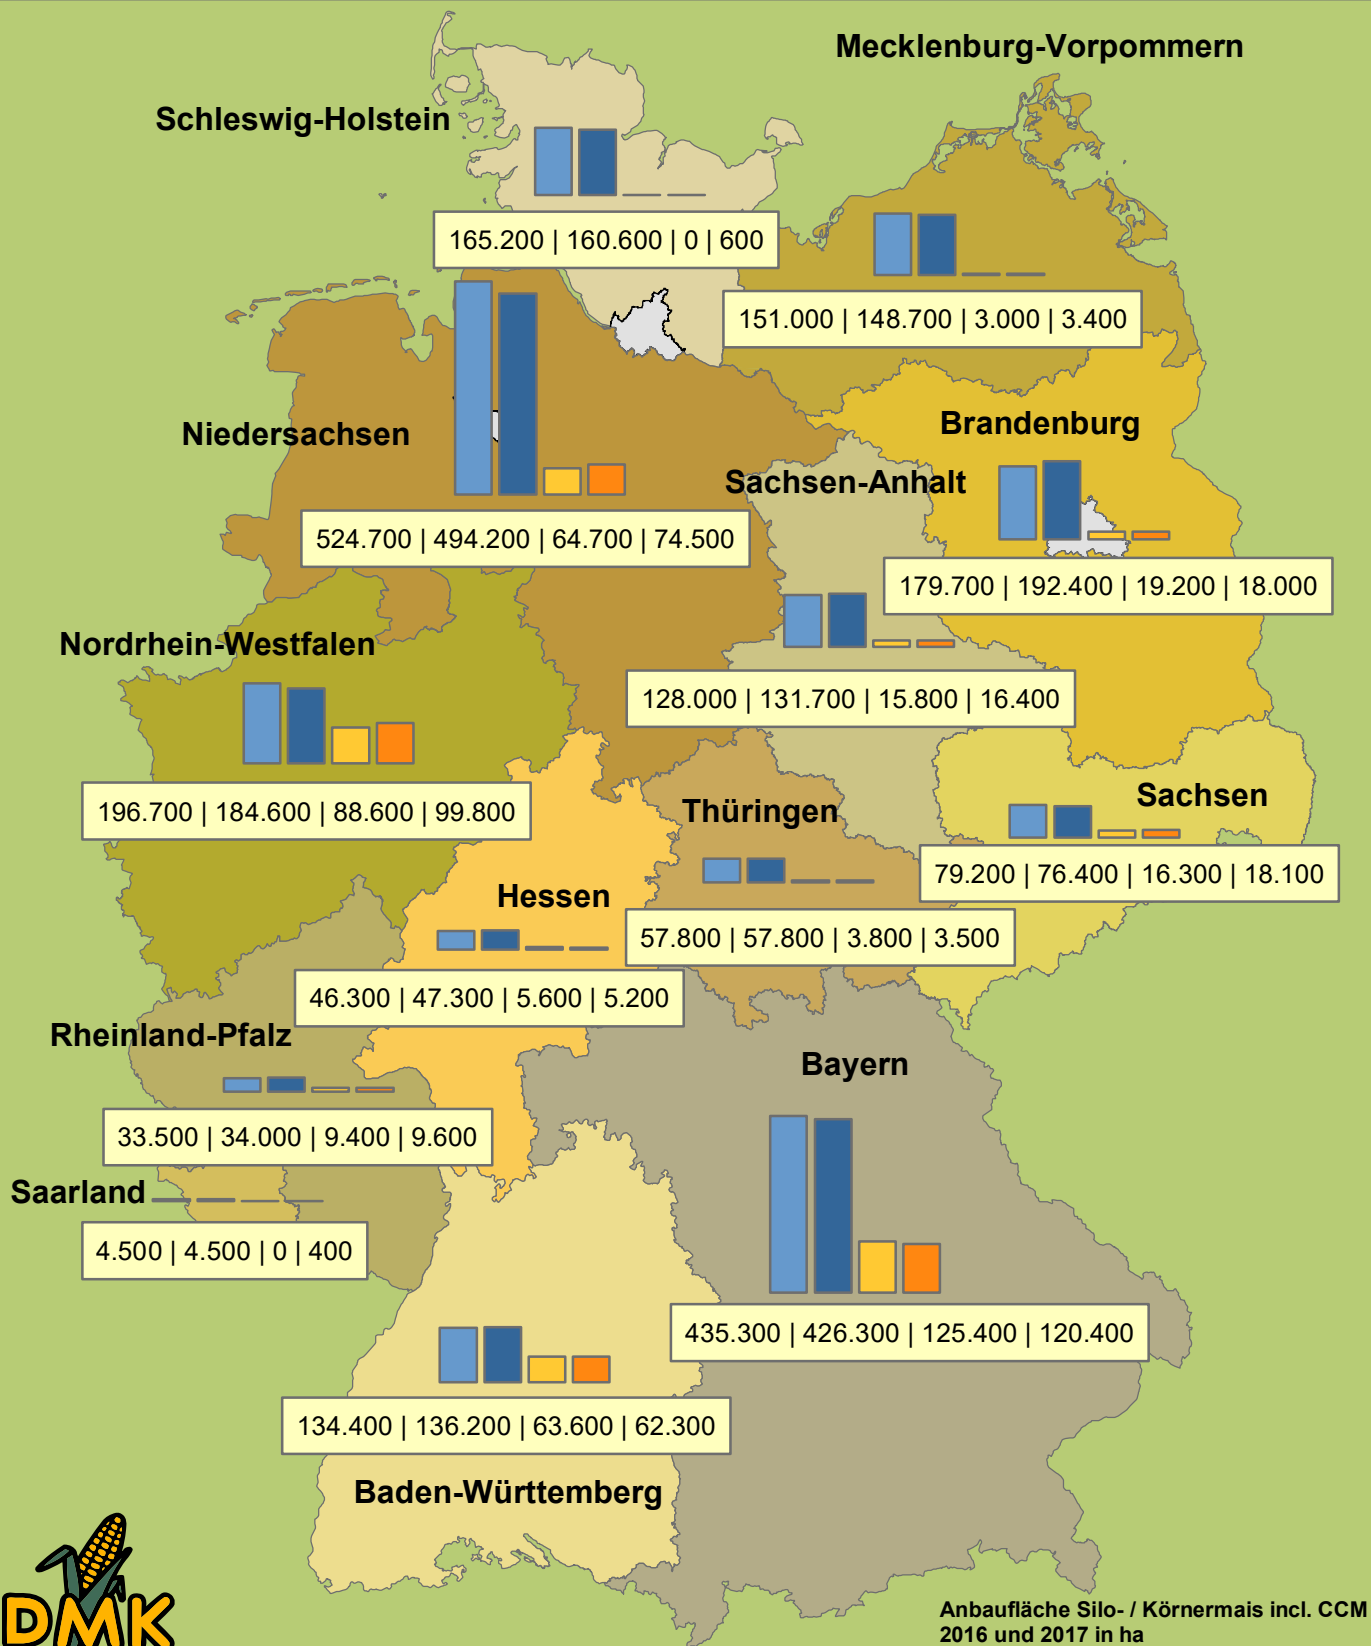 Mecklenburg-Vorpommern
Schleswig-Holstein
165.200 | 160.600 | 0 | 600
151.000 | 148.700 | 3.000 | 3.400
Niedersachsen
Brandenburg
Sachsen-Anhalt
524.700 | 494.200 | 64.700 | 74.500
179.700 | 192.400 | 19.200 | 18.000
Nordrhein-Westfalen
128.000 | 131.700 | 15.800 | 16.400
196.700 | 184.600 | 88.600 | 99.800
Thüringen
Sachsen
79.200 | 76.400 | 16.300 | 18.100
Hessen
57.800 | 57.800 | 3.800 | 3.500
46.300 | 47.300 | 5.600 | 5.200
Rheinland-Pfalz
Bayern
33.500 | 34.000 | 9.400 | 9.600
Saarland
4.500 | 4.500 | 0 | 400
435.300 | 426.300 | 125.400 | 120.400
134.400 | 136.200 | 63.600 | 62.300
Baden-Württemberg
DMK
Anbaufläche Silo- / Körnermais incl. CCM
2016 und 2017 in ha